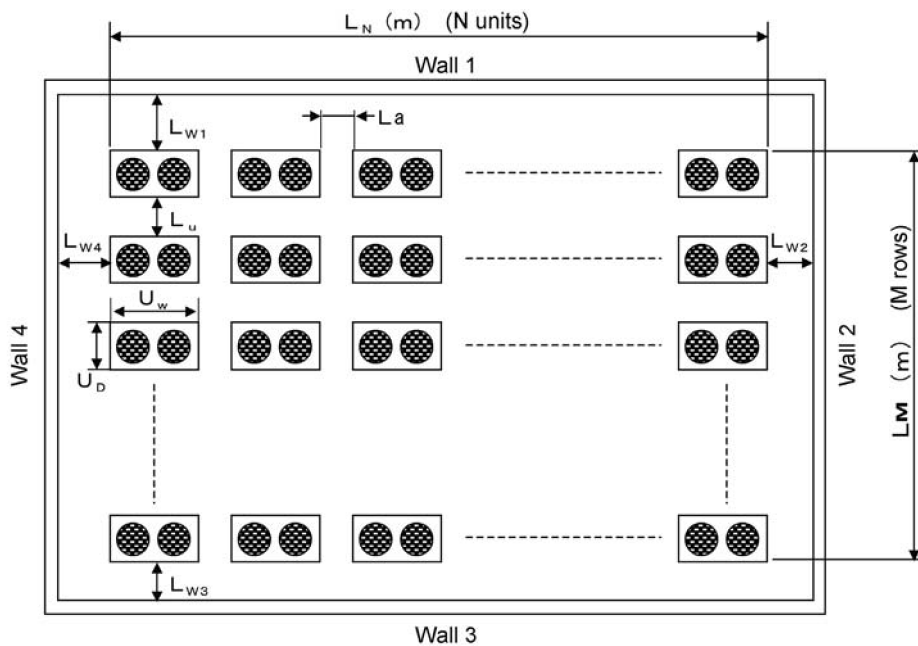 L N (m) (N units)
Wall 1
L W1
L a
L u
L W4
L W2
U w
U D
Wall 4
Wall 2
L M (m) (M rows)
L W3
Wall 3